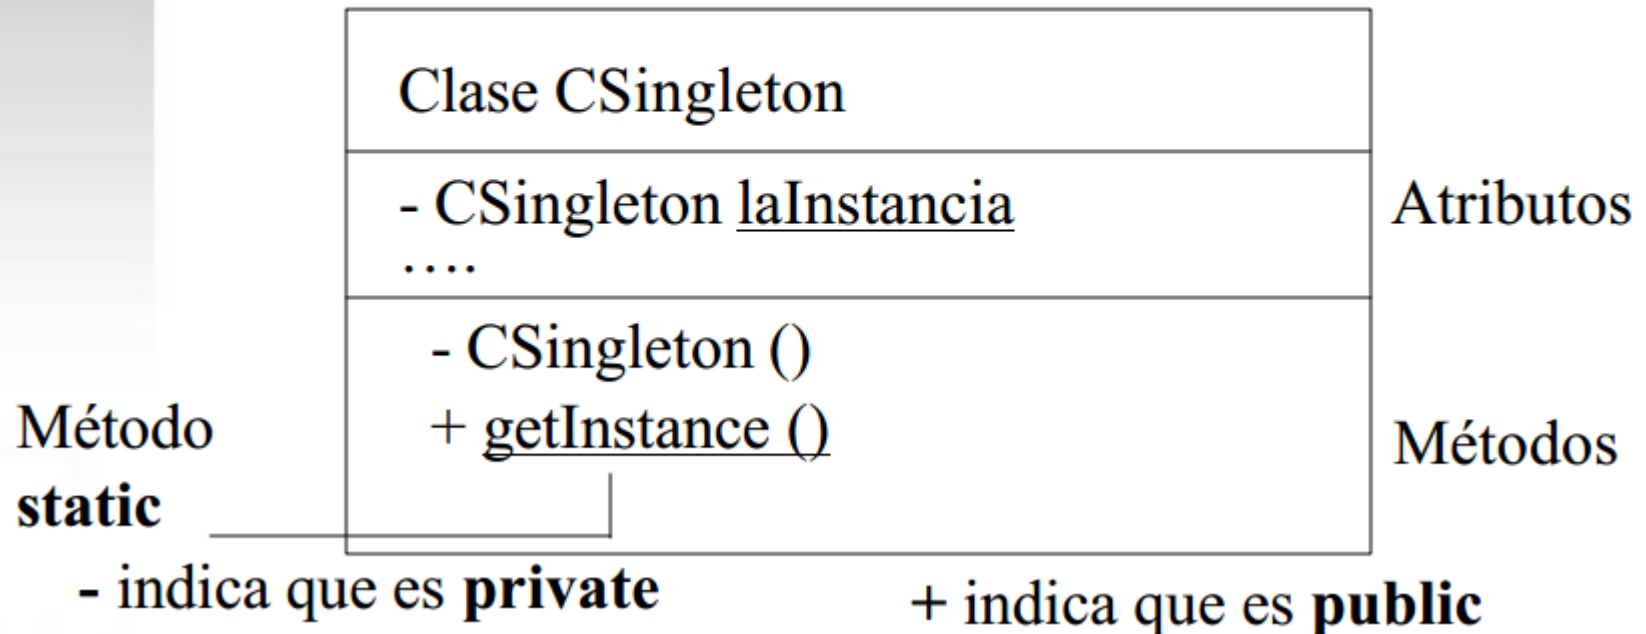 Clase CSingleton
- CSingleton laInstancia
....
Atributos
- CSingleton ()
+ getInstance ()
Métodos
Método
static
- indica que es private
+ indica que es public